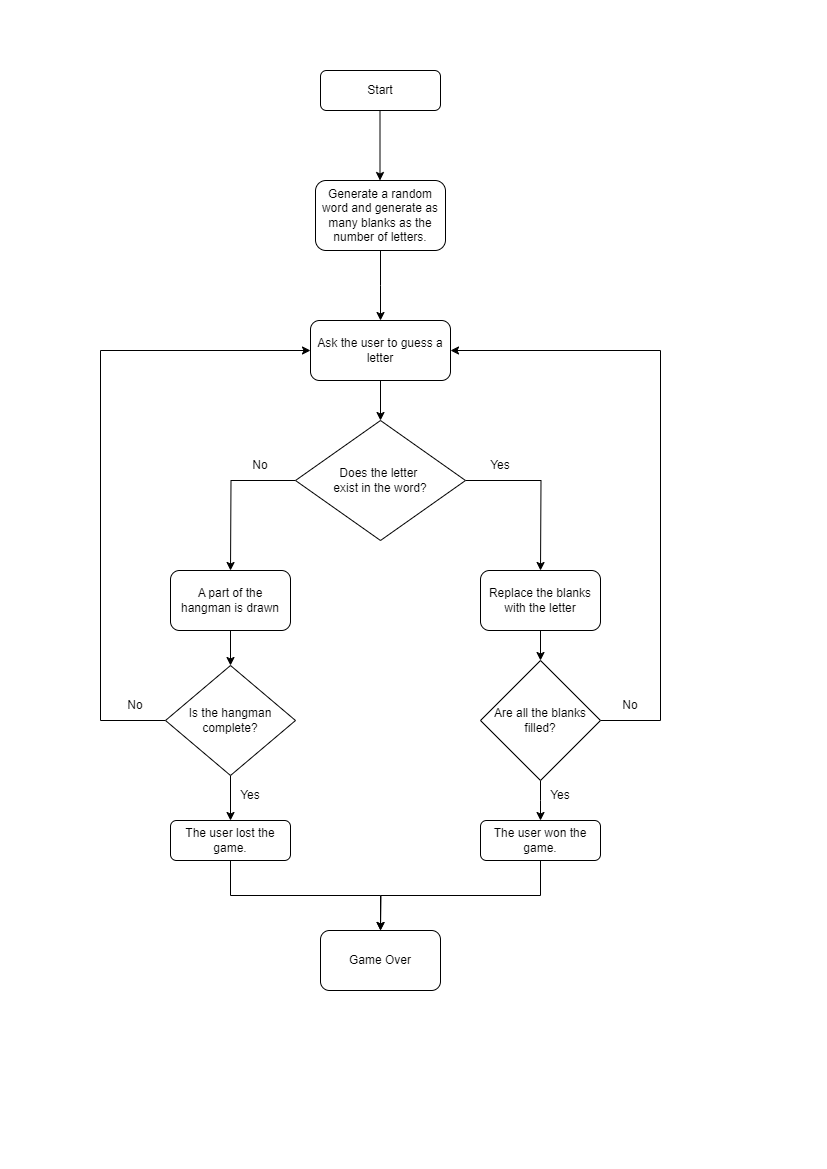 Start
Generate a random
word and generate as
many blanks as the
number of letters.
Ask the user to guess a
letter
No
Does the letter
exist in the word?
Yes
A part of the
hangman is drawn
Replace the blanks
with the letter
No
Is the hangman
complete?
Are all the blanks
filled?
No
Yes
Yes
The user lost the
game.
The user won the
game.
Game Over